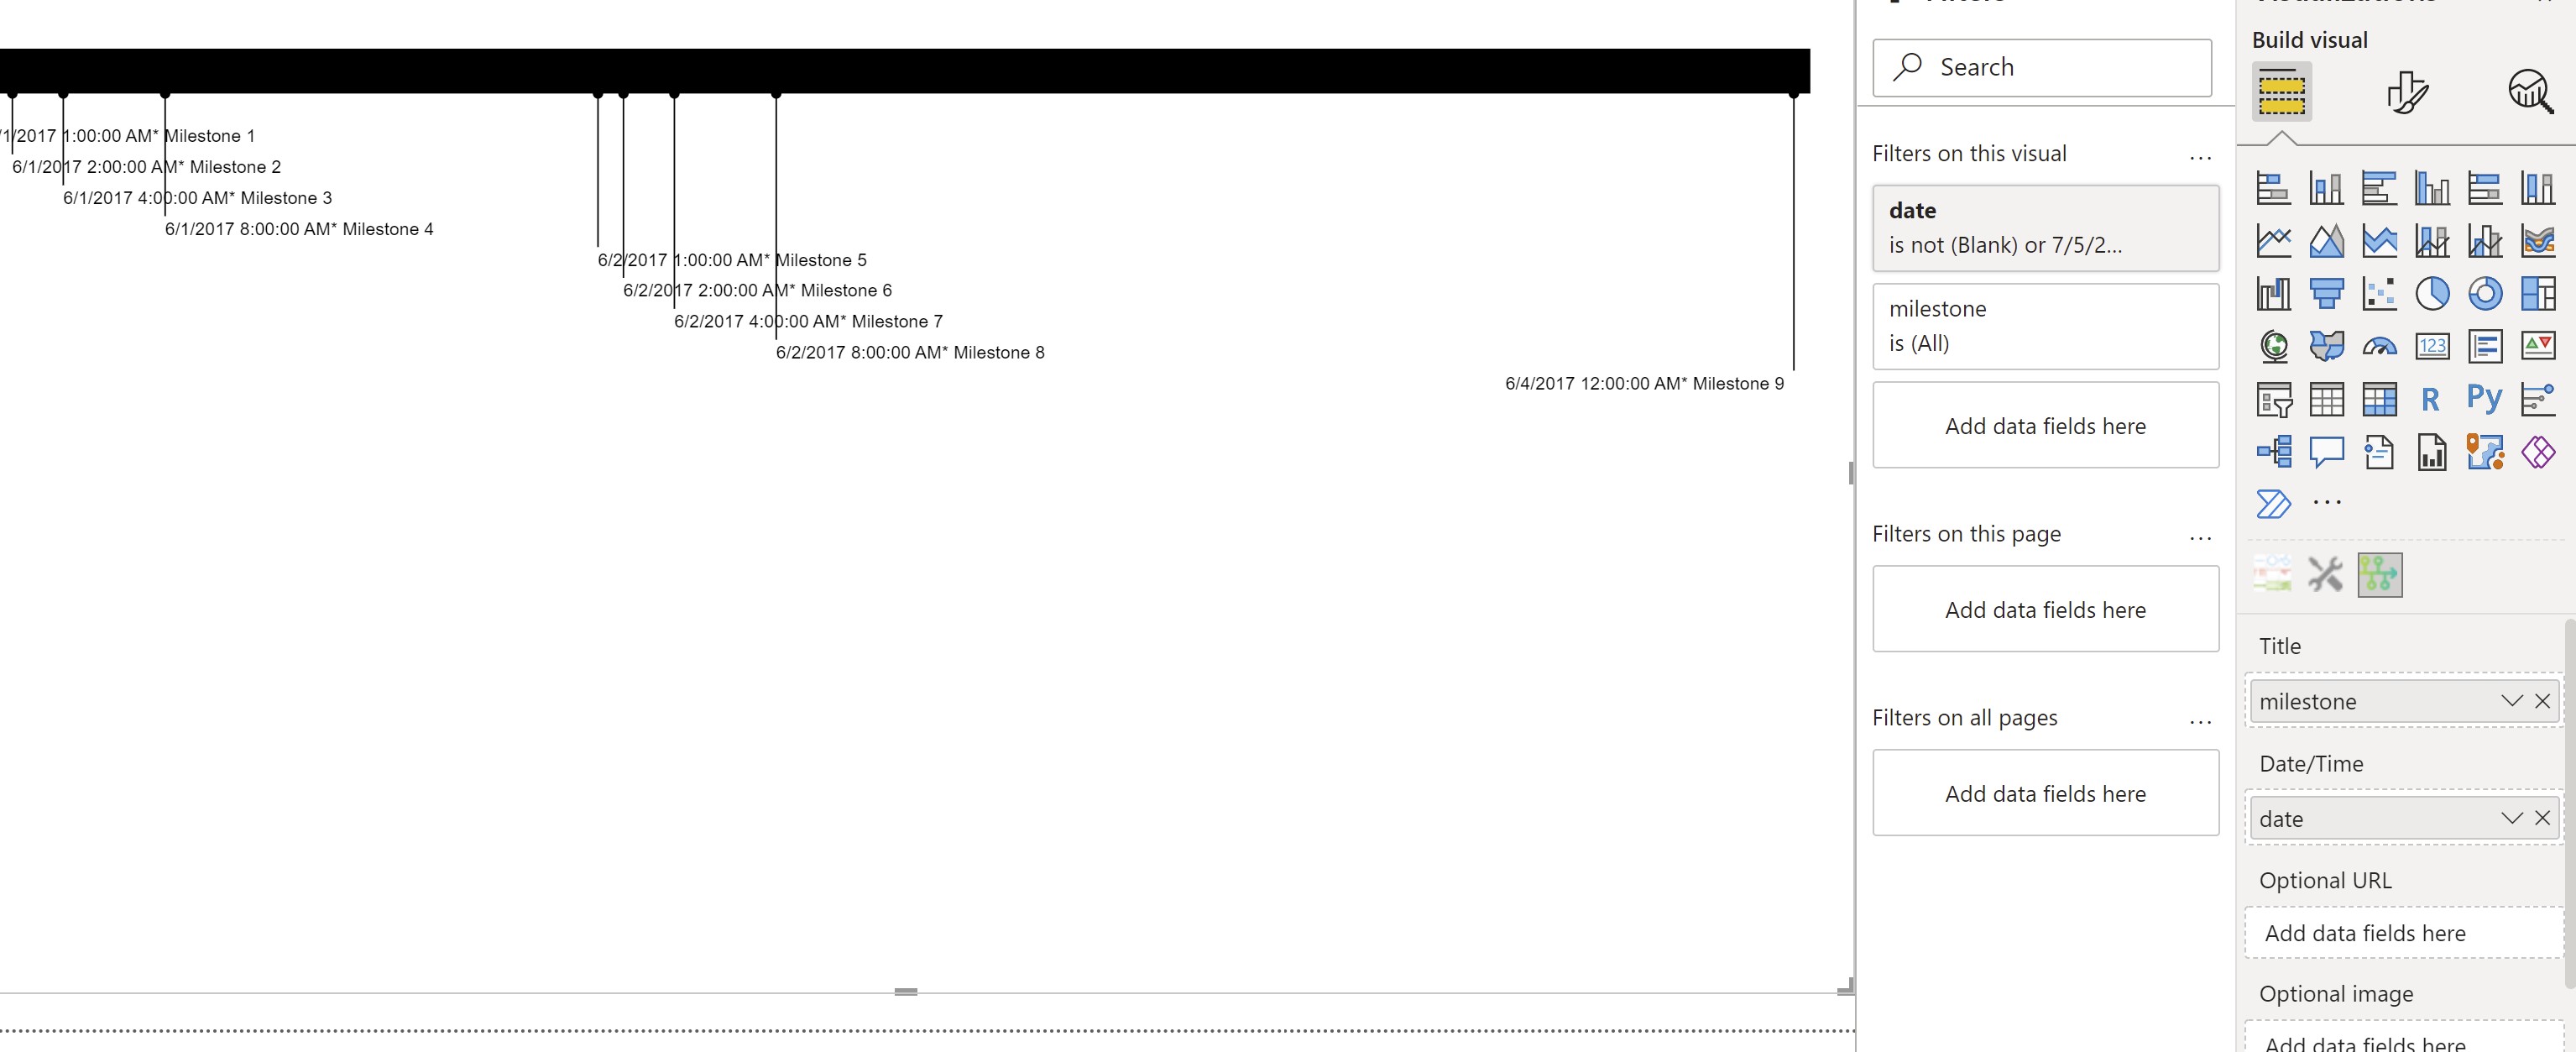 /1/2017 1:00:00 AM* Milestone 1
6/1/2017 2:00:00 AM* Milestone 2
6/1/2017 4:00:00 AM* Milestone 3
6/1/2017 8:00:00 AM* Milestone 4
6/2/2017 1:00:00 AM* Milestone 5
6/2/2017 2:00:00 AM* Milestone 6
6/2/2017 4:00:00 AM* Milestone 7
6/2/2017 8:00:00 AM* Milestone 8
6/4/2017 12:00:00 AM* Milestone 9
Search
Filters on this visual
date
is not (Blank) or 7/5/2...
milestone
is (All)
Add data fields here
Filters on this page
Add data fields here
Filters on all pages
Add data fields here
Build visual
123
R
Py
Title
milestone
Date/Time
date
Optional URL
Add data fields here
Optional image
Add data fields here